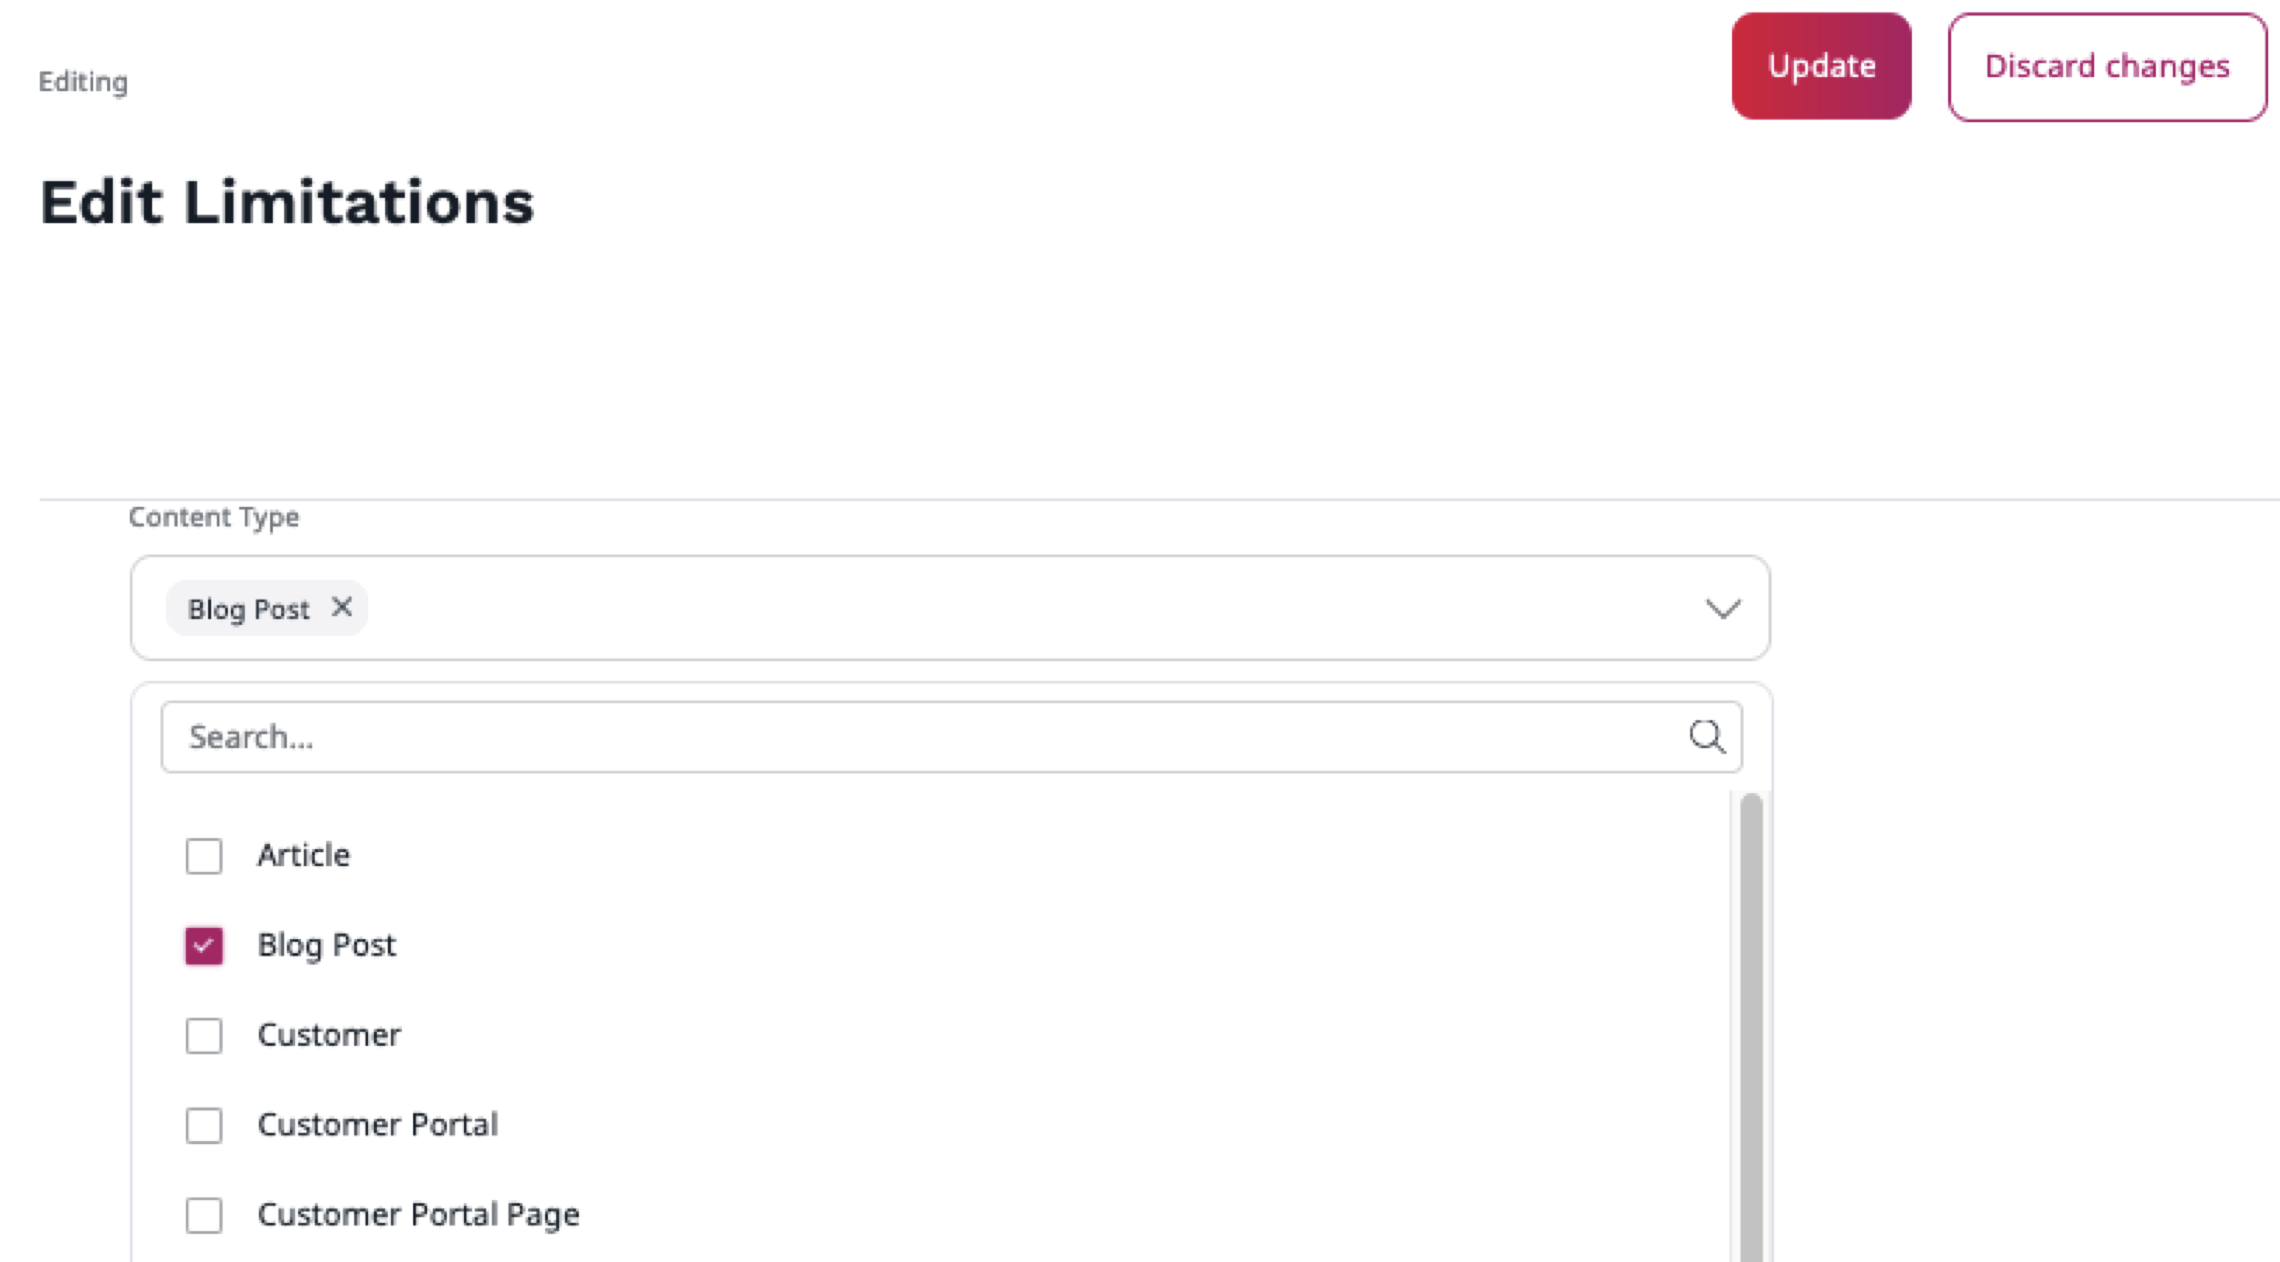 Update
Discard changes
Editing
Edit Limitations
Content Type
Blog Post
Search...
Article
Blog Post
Customer
Customer Portal
Customer Portal Page